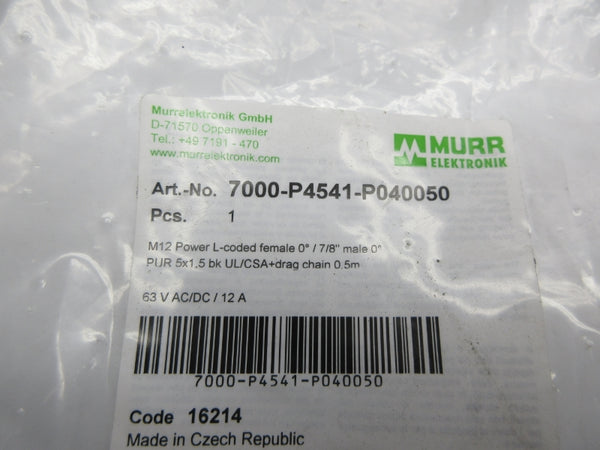 Murrelektronik GmbH
D-71570 Oppenweiler
Tel.: +49 7191 - 470
www.murrelektronik.com
MURR
ELEKTRONIK
Art.-No. 7000-P4541-P040050
Pcs. 1
M12 Power L-coded female 0° / 7/8" male 0°
PUR 5x1,5 bk UL/CSA+drag chain 0.5m
63 V AC/DC / 12 A
7000-P4541-P040050
Code 16214
Made in Czech Republic